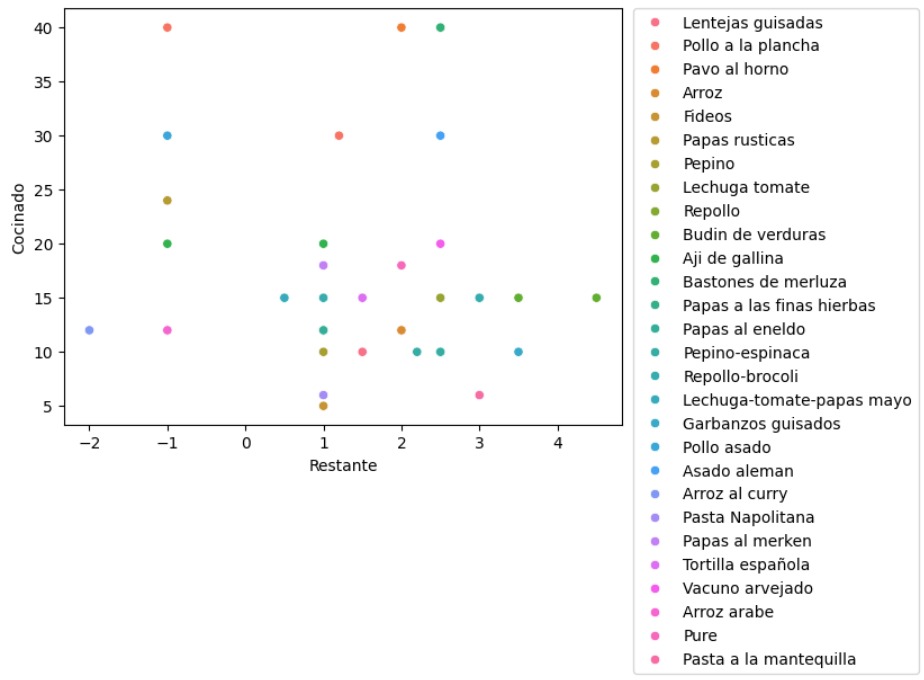 40
35
30
25
20
15
10
5
Cocinado
−2 −1 0 1 2 3 4
Restante
Lentejas guisadas
Pollo a la plancha
Pavo al horno
Arroz
Fideos
Papas rusticas
Pepino
Lechuga tomate
Repollo
Budin de verduras
Aji de gallina
Bastones de merluza
Papas a las finas hierbas
Papas al eneldo
Pepino-espinaca
Repollo-brocoli
Lechuga-tomate-papas mayo
Garbanzos guisados
Pollo asado
Asado aleman
Arroz al curry
Pasta Napolitana
Papas al merken
Tortilla española
Vacuno arvejado
Arroz arabe
Pure
Pasta a la mantequilla